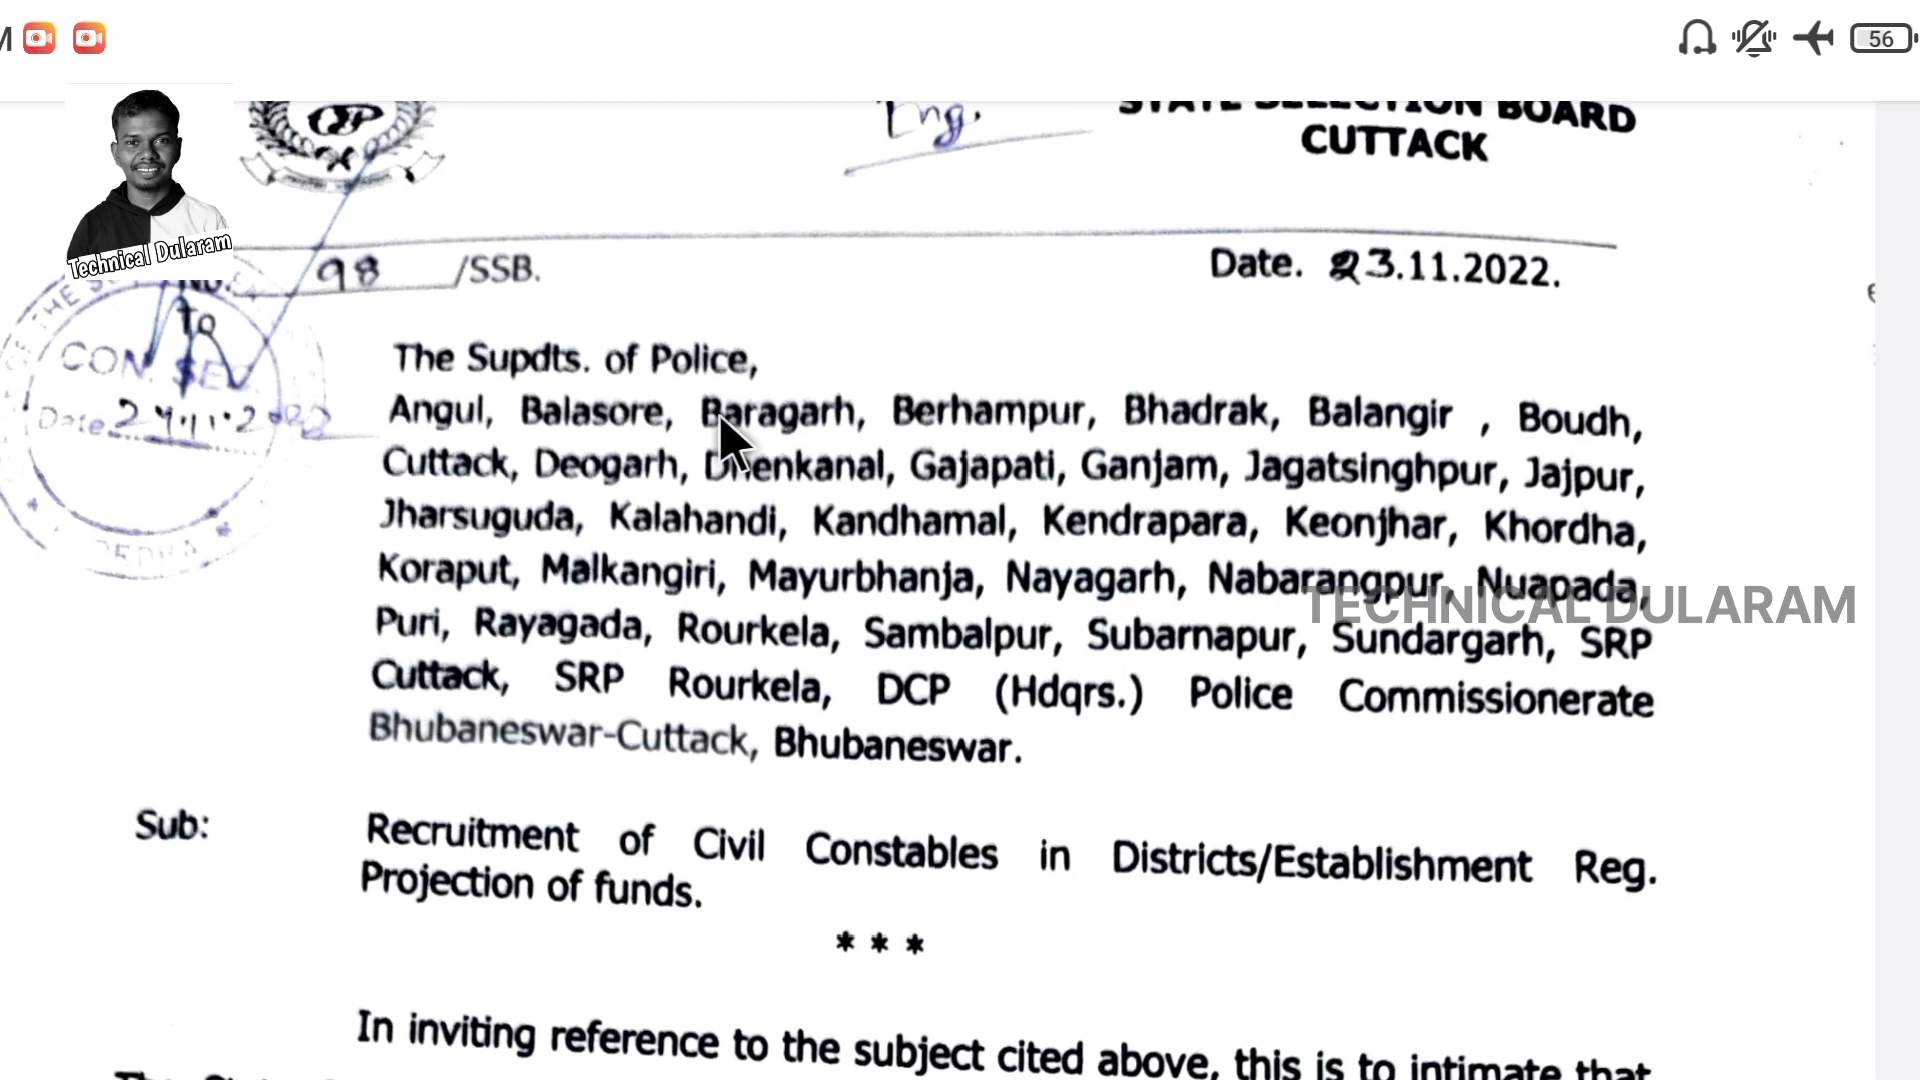 56
Eng.
STATE SELECTION BOARD
CUTTACK
Technical Dularam
98 /SSB.
Date. 23.11.2022.
To
CON. SEC.
Date 24.11.2022
The Supdts. of Police,
Angul, Balasore, Baragarh, Berhampur, Bhadrak, Balangir , Boudh,
Cuttack, Deogarh, Dhenkanal, Gajapati, Ganjam, Jagatsinghpur, Jajpur,
Jharsuguda, Kalahandi, Kandhamal, Kendrapara, Keonjhar, Khordha,
Koraput, Malkangiri, Mayurbhanja, Nayagarh, Nabarangpur, Nuapada,
TECHNICAL DULARAM
Puri, Rayagada, Rourkela, Sambalpur, Subarnapur, Sundargarh, SRP
Cuttack, SRP Rourkela, DCP (Hdqrs.) Police Commissionerate
Bhubaneswar-Cuttack, Bhubaneswar.
Sub: Recruitment of Civil Constables in Districts/Establishment Reg.
Projection of funds.
* * *
In inviting reference to the subject cited above, this is to intimate that